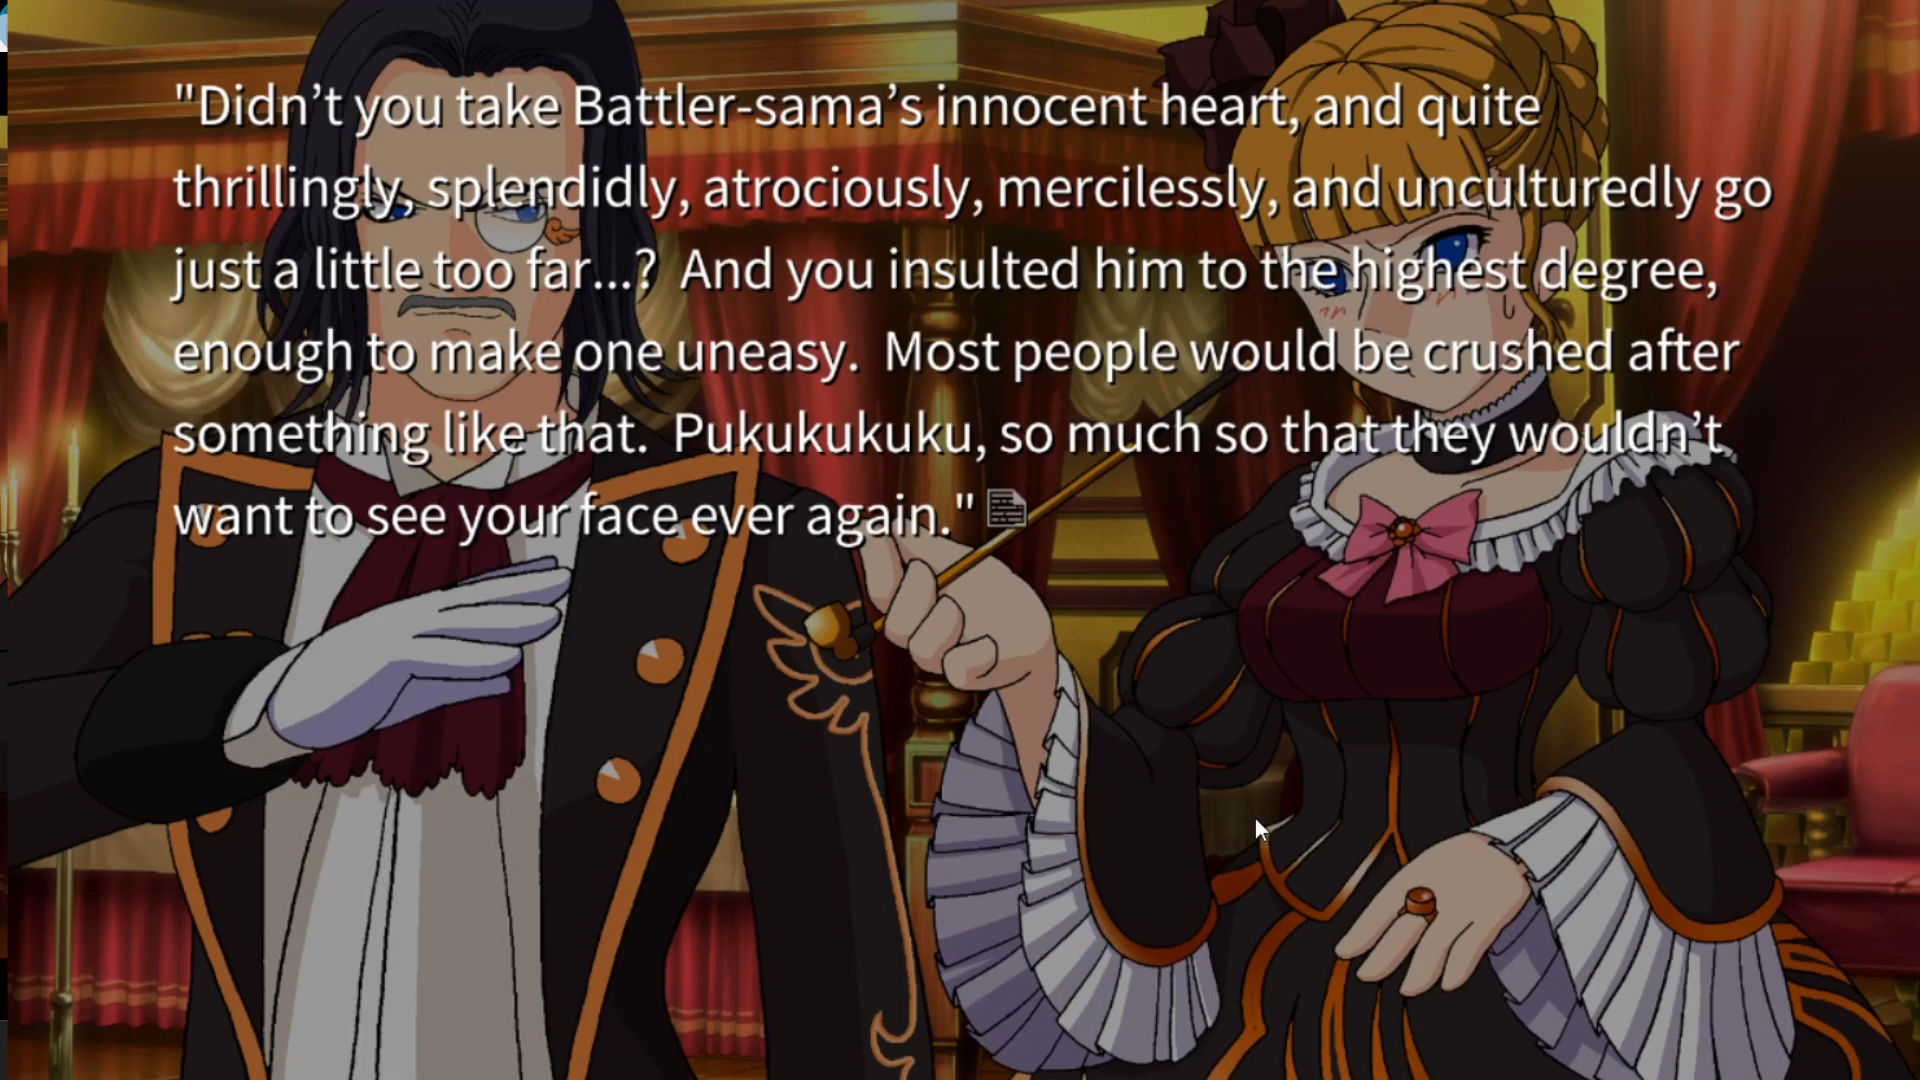 "Didn’t you take Battler-sama’s innocent heart, and quite
thrillingly, splendidly, atrociously, mercilessly, and unculturedly go
just a little too far...?  And you insulted him to the highest degree,
enough to make one uneasy.  Most people would be crushed after
something like that.  Pukukukuku, so much so that they wouldn’t
want to see your face ever again."